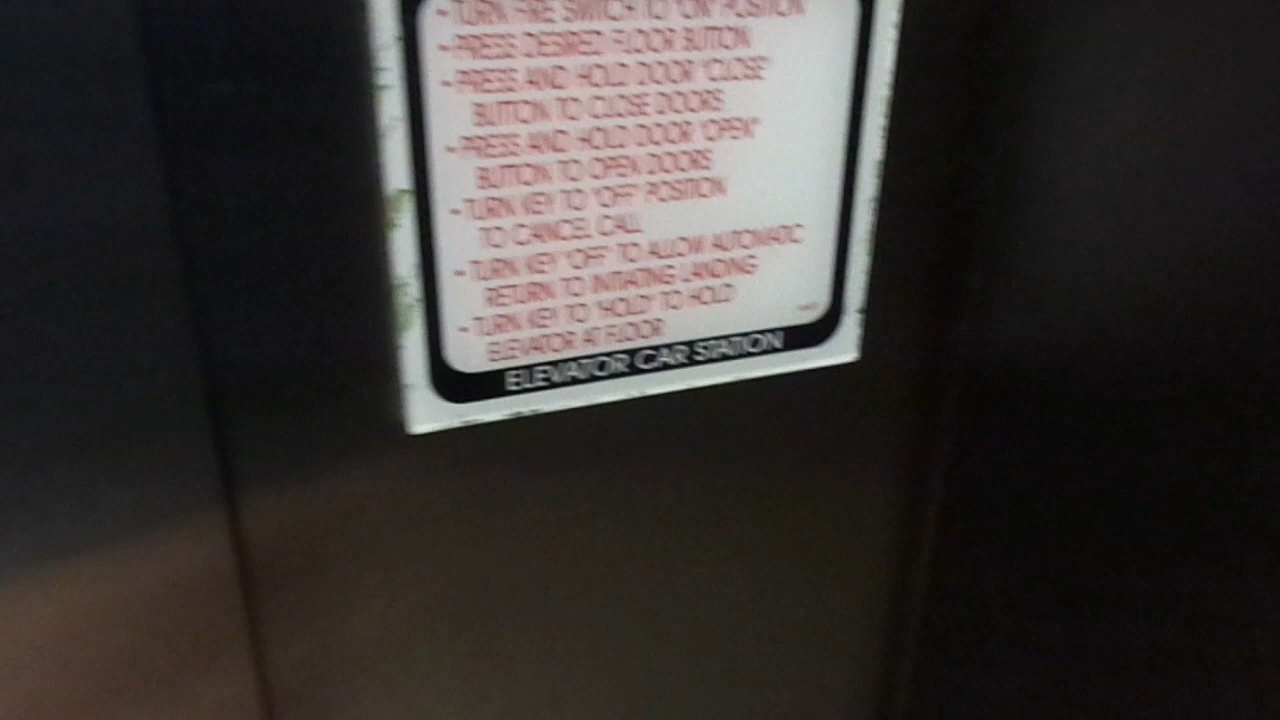 • TURN FIRE SWITCH TO "ON" POSITION
• PRESS DESIRED FLOOR BUTTON
• PRESS AND HOLD DOOR "CLOSE"
BUTTON TO CLOSE DOORS
• PRESS AND HOLD DOOR "OPEN"
BUTTON TO OPEN DOORS
• TURN KEY TO "OFF" POSITION
TO CANCEL CALL
• TURN KEY "OFF" TO ALLOW AUTOMATIC
RETURN TO INITIATING LANDING
• TURN KEY TO "HOLD" TO HOLD
ELEVATOR AT FLOOR
ELEVATOR CAR STATION